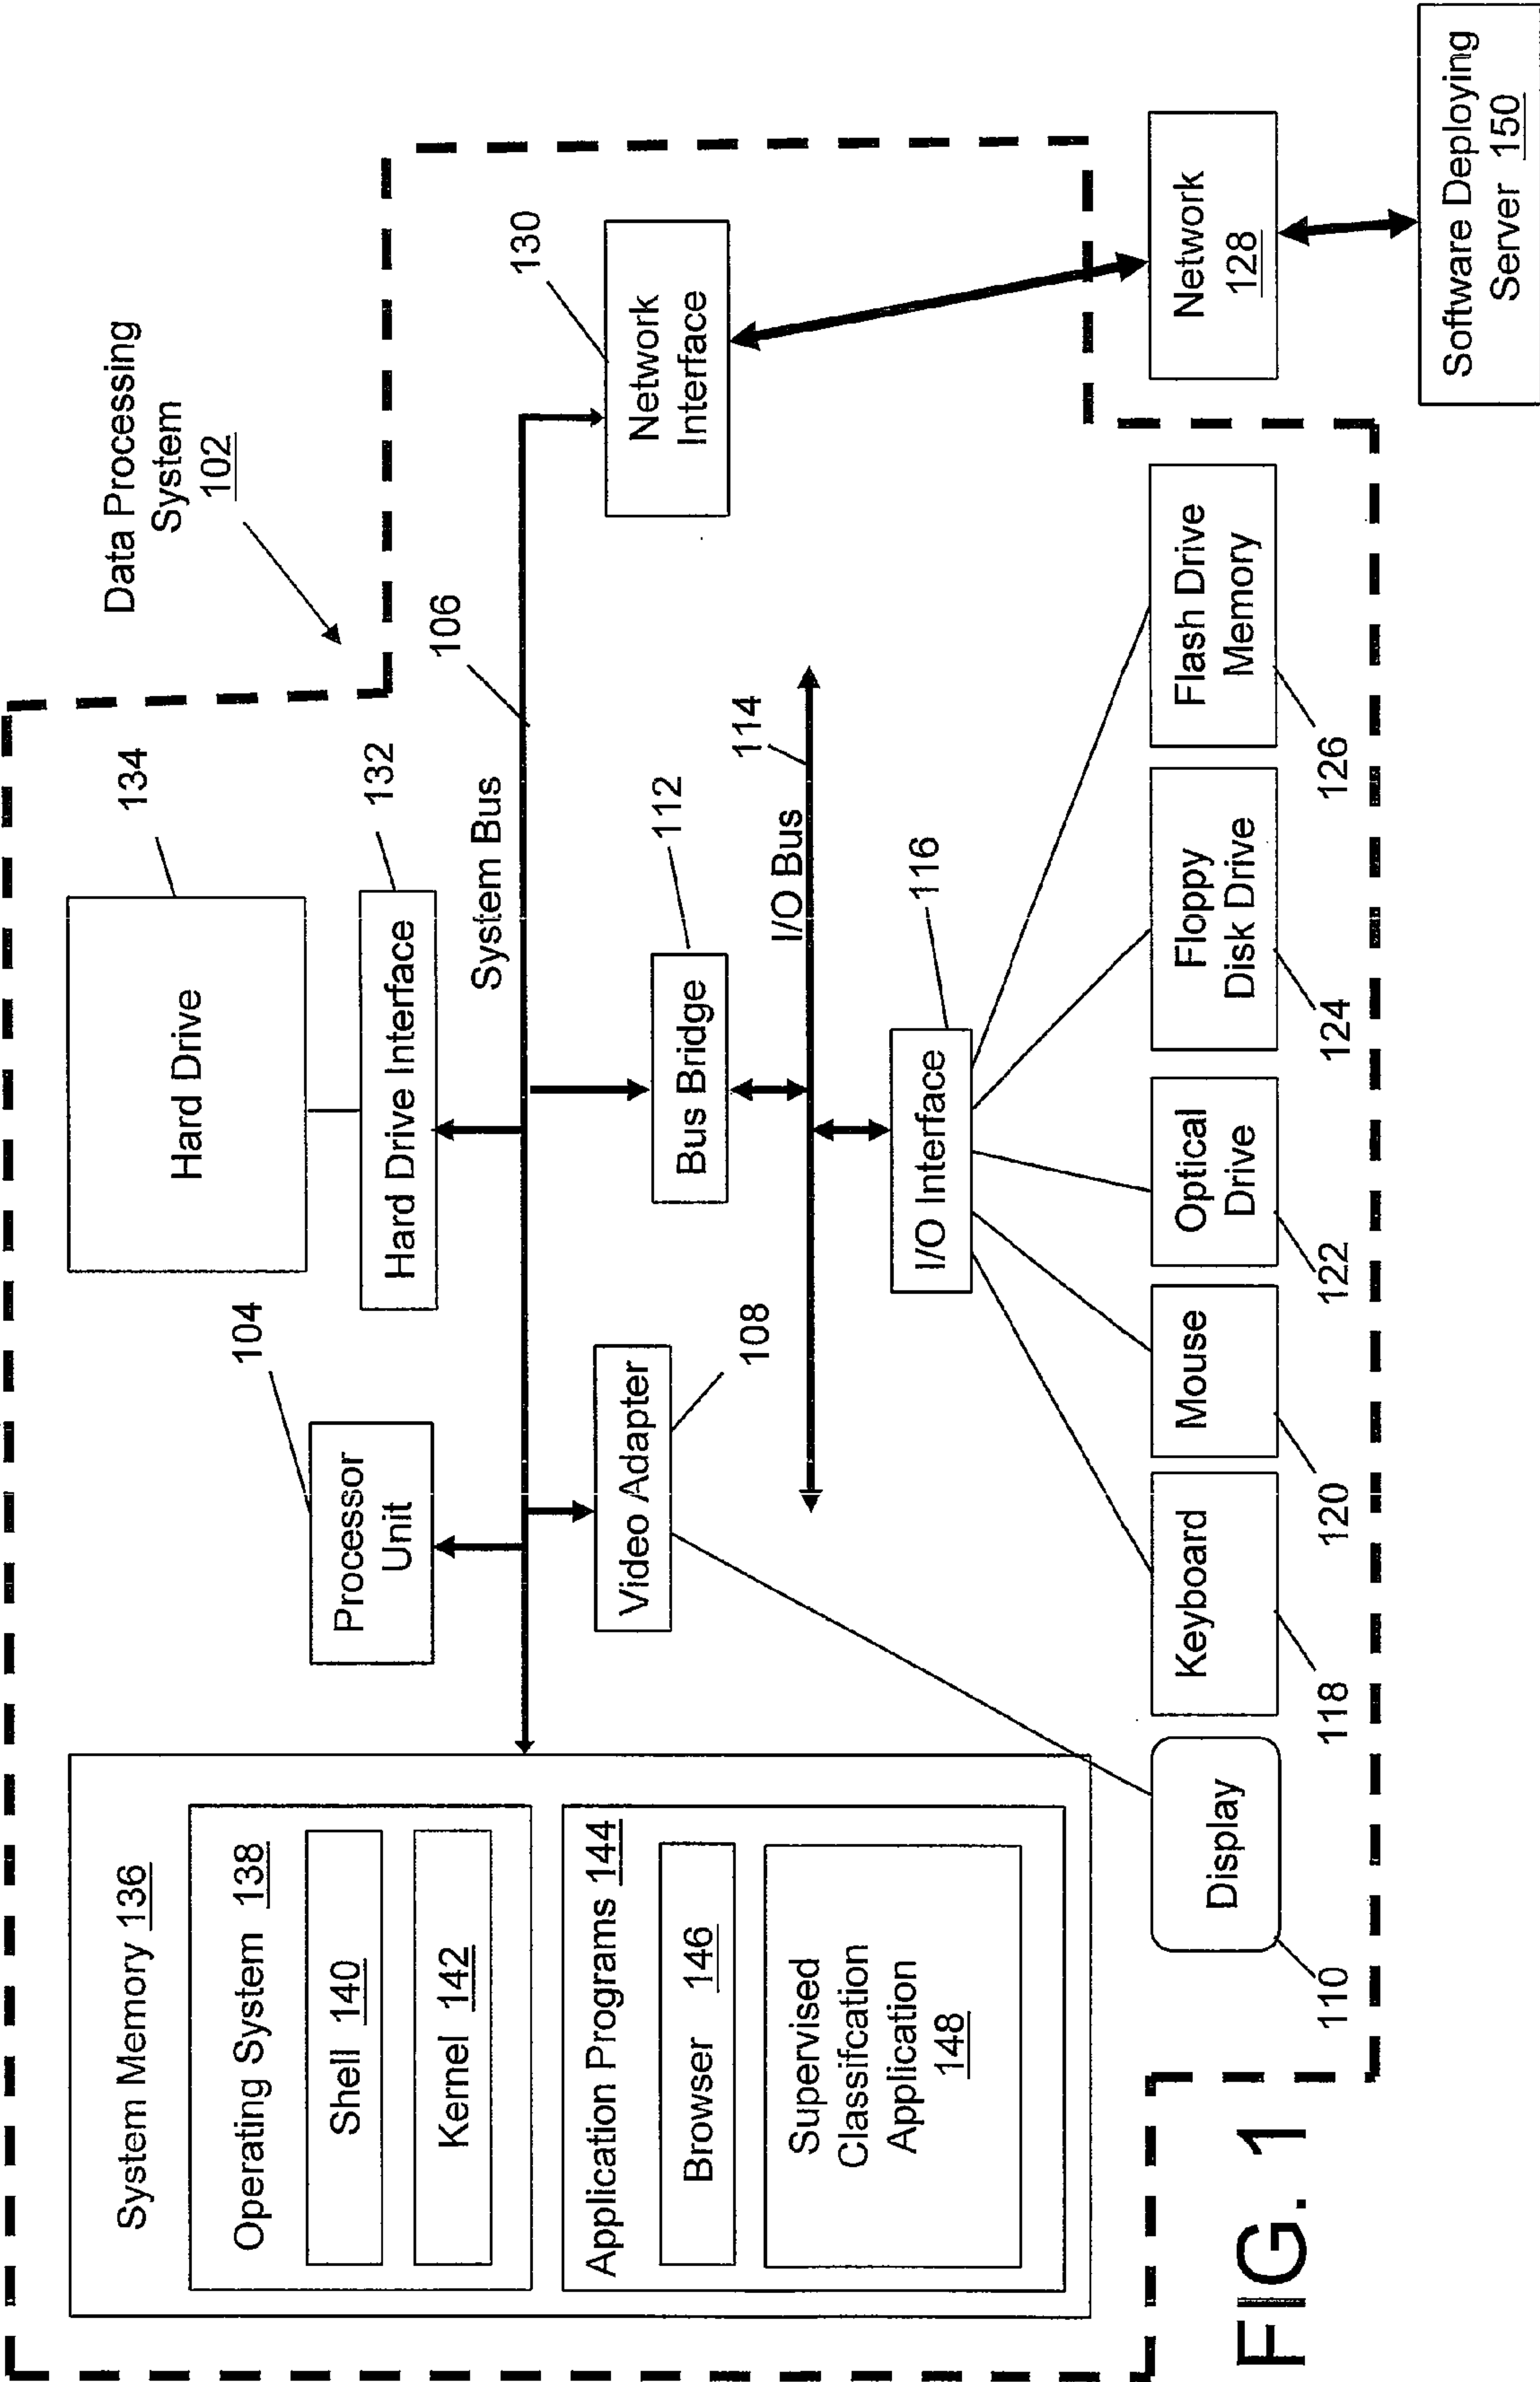 Data Processing
System
102
System Memory 136
Operating System 138
Shell 140
Kernel 142
Application Programs 144
Browser 146
Supervised
Classifcation
Application
148
104
Processor
Unit
Hard Drive
134
Hard Drive Interface
132
System Bus
106
Video Adapter
108
Bus Bridge
112
I/O Bus
114
Network
Interface
130
I/O Interface
116
Display
110
Keyboard
118
Mouse
120
Optical
Drive
122
Floppy
Disk Drive
124
Flash Drive
Memory
126
Network
128
Software Deploying
Server 150
FIG. 1